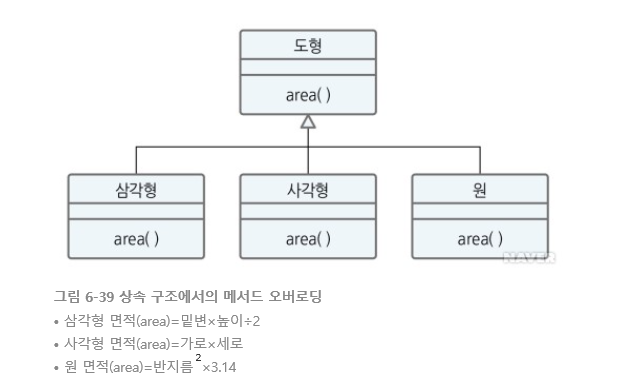 도형
area( )
삼각형
사각형
원
area( )
area( )
area( )
NAVER
그림 6-39 상속 구조에서의 메서드 오버로딩
• 삼각형 면적(area)=밑변×높이÷2
• 사각형 면적(area)=가로×세로
• 원 면적(area)=반지름²×3.14